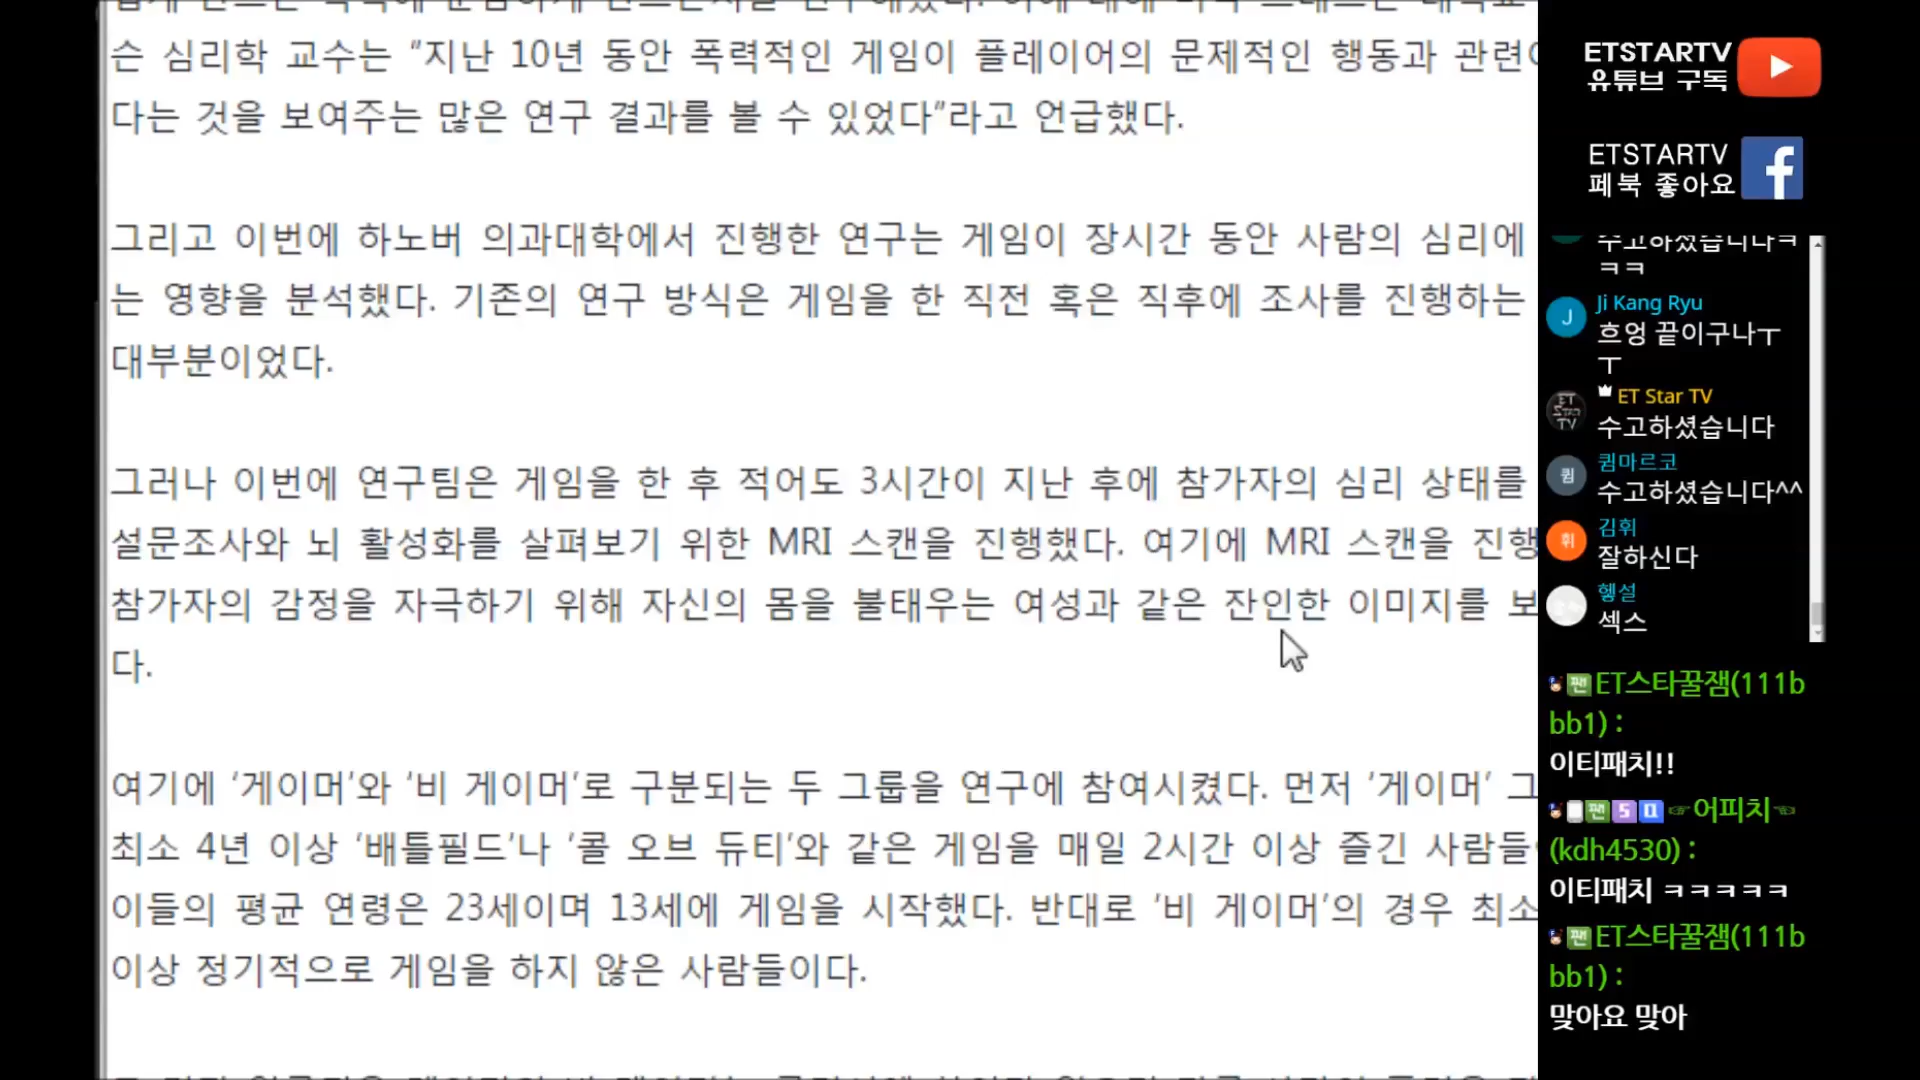 슨 심리학 교수는 "지난 10년 동안 폭력적인 게임이 플레이어의 문제적인 행동과 관련이
다는 것을 보여주는 많은 연구 결과를 볼 수 있었다"라고 언급했다.
그리고 이번에 하노버 의과대학에서 진행한 연구는 게임이 장시간 동안 사람의 심리에
는 영향을 분석했다. 기존의 연구 방식은 게임을 한 직전 혹은 직후에 조사를 진행하는
대부분이었다.
그러나 이번에 연구팀은 게임을 한 후 적어도 3시간이 지난 후에 참가자의 심리 상태를
설문조사와 뇌 활성화를 살펴보기 위한 MRI 스캔을 진행했다. 여기에 MRI 스캔을 진행
참가자의 감정을 자극하기 위해 자신의 몸을 불태우는 여성과 같은 잔인한 이미지를 보
다.
여기에 '게이머'와 '비 게이머'로 구분되는 두 그룹을 연구에 참여시켰다. 먼저 '게이머' 그
최소 4년 이상 '배틀필드'나 '콜 오브 듀티'와 같은 게임을 매일 2시간 이상 즐긴 사람들
이들의 평균 연령은 23세이며 13세에 게임을 시작했다. 반대로 '비 게이머'의 경우 최소
이상 정기적으로 게임을 하지 않은 사람들이다.
ETSTARTV
유튜브 구독
ETSTARTV
페북 좋아요
수고하셨습니다ㅋ
ㅋㅋ
J
Ji Kang Ryu
흐엉 끝이구나ㅜ
ㅜ
ET Star TV
ET Star TV
수고하셨습니다
큄
큄마르코
수고하셨습니다^^
휘
김휘
잘하신다
헿설
섹스
팬 ET스타꿀잼(111b
bb1) :
이티패치!!
팬 5 ☞어피치☜
(kdh4530) :
이티패치 ㅋㅋㅋㅋㅋ
팬 ET스타꿀잼(111b
bb1) :
맞아요 맞아